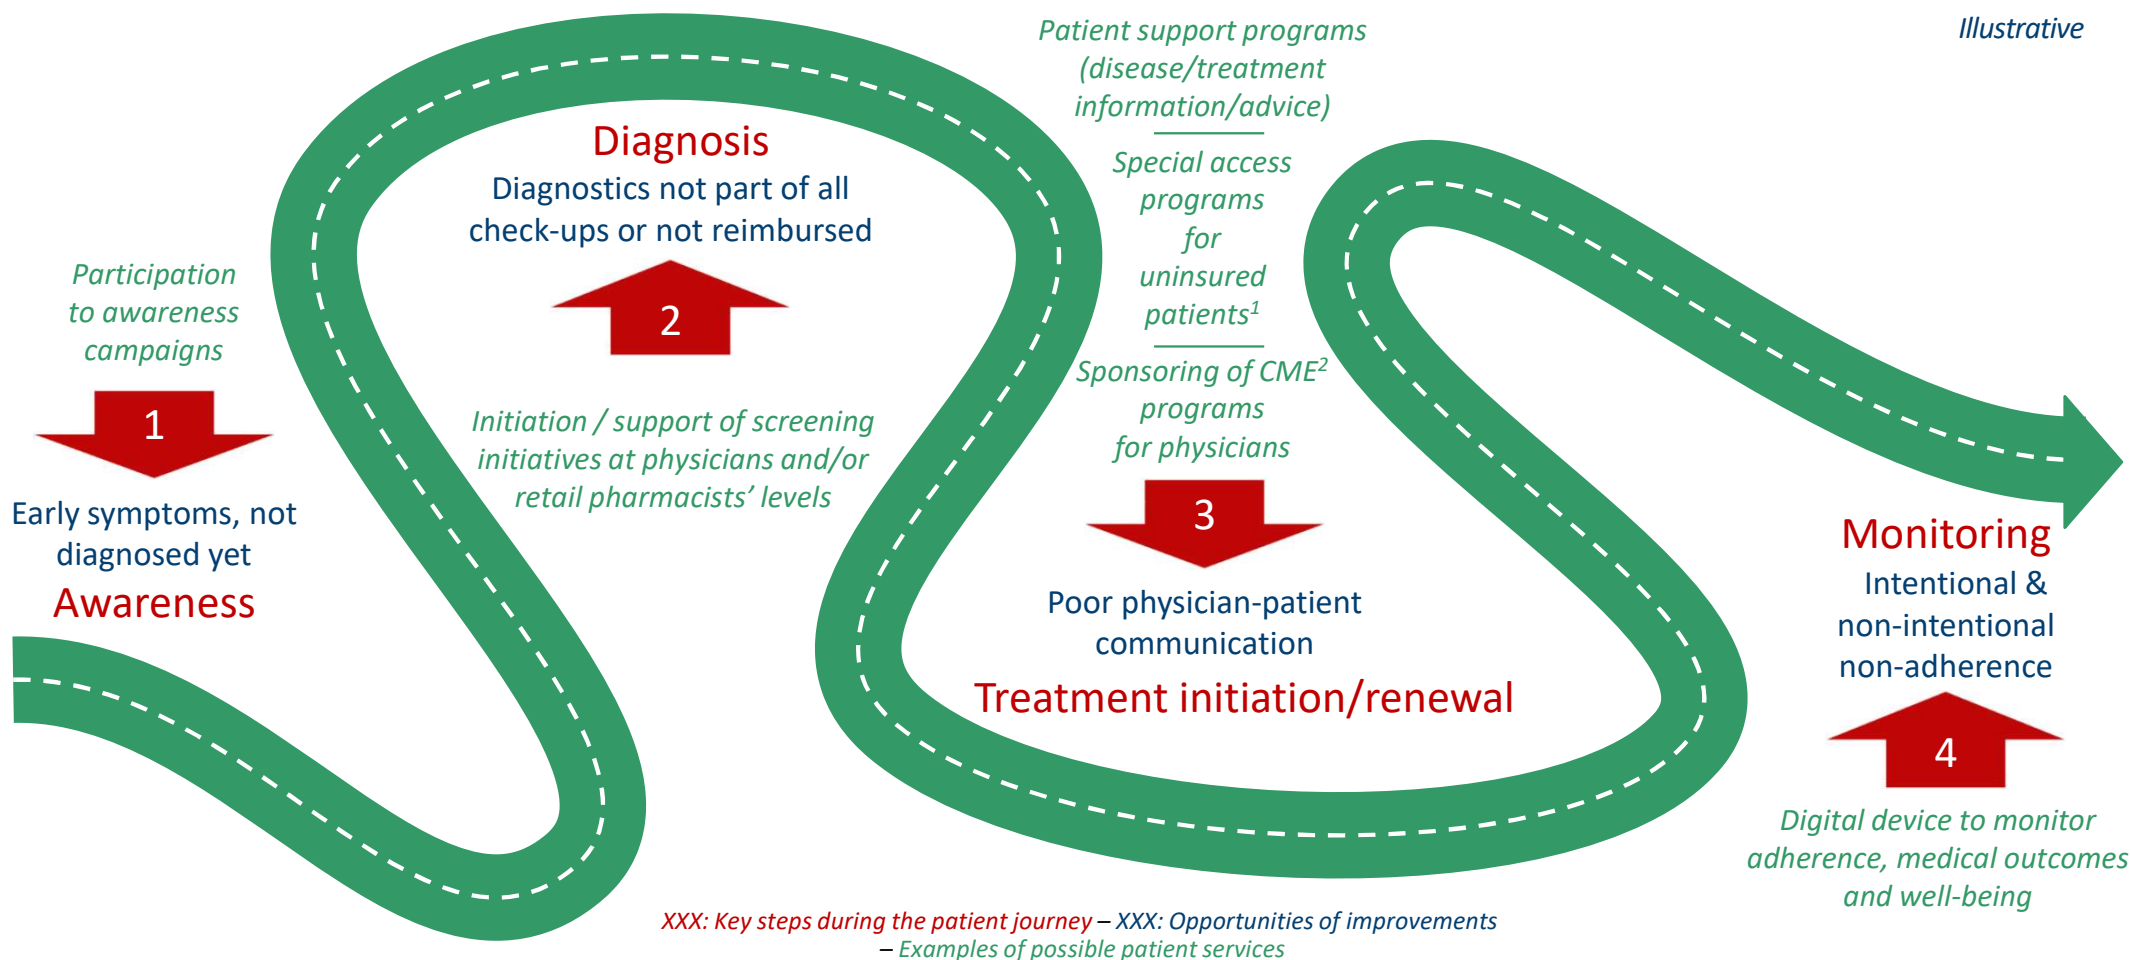 Illustrative
Participation
to awareness
campaigns
1
Early symptoms, not
diagnosed yet
Awareness
Diagnosis
Diagnostics not part of all
check-ups or not reimbursed
2
Initiation / support of screening
initiatives at physicians and/or
retail pharmacists’ levels
Patient support programs
(disease/treatment
information/advice)
Special access
programs
for
uninsured
patients¹
Sponsoring of CME²
programs
for physicians
3
Poor physician-patient
communication
Treatment initiation/renewal
Monitoring
Intentional &
non-intentional
non-adherence
4
Digital device to monitor
adherence, medical outcomes
and well-being
XXX: Key steps during the patient journey – XXX: Opportunities of improvements
– Examples of possible patient services